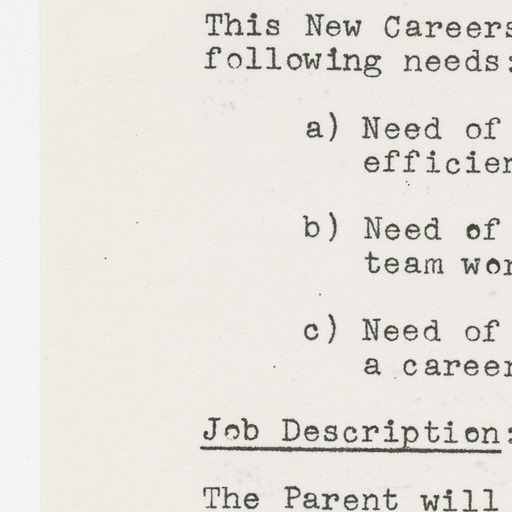 This New Careers
following needs:
a) Need of
efficien
b) Need of
team wor
c) Need of
a career
Job Description:
The Parent will